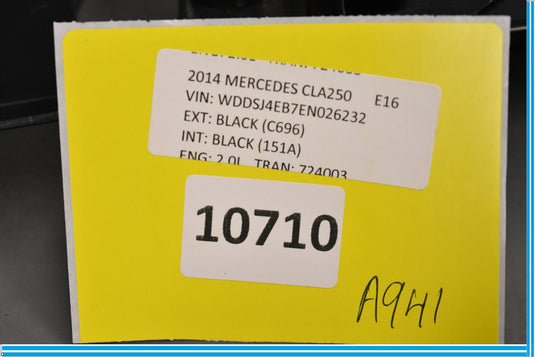 2014 MERCEDES CLA250 E16
VIN: WDDSJ4EB7EN026232
EXT: BLACK (C696)
INT: BLACK (151A)
ENG: 2.0L TRAN: 724003
10710
A941